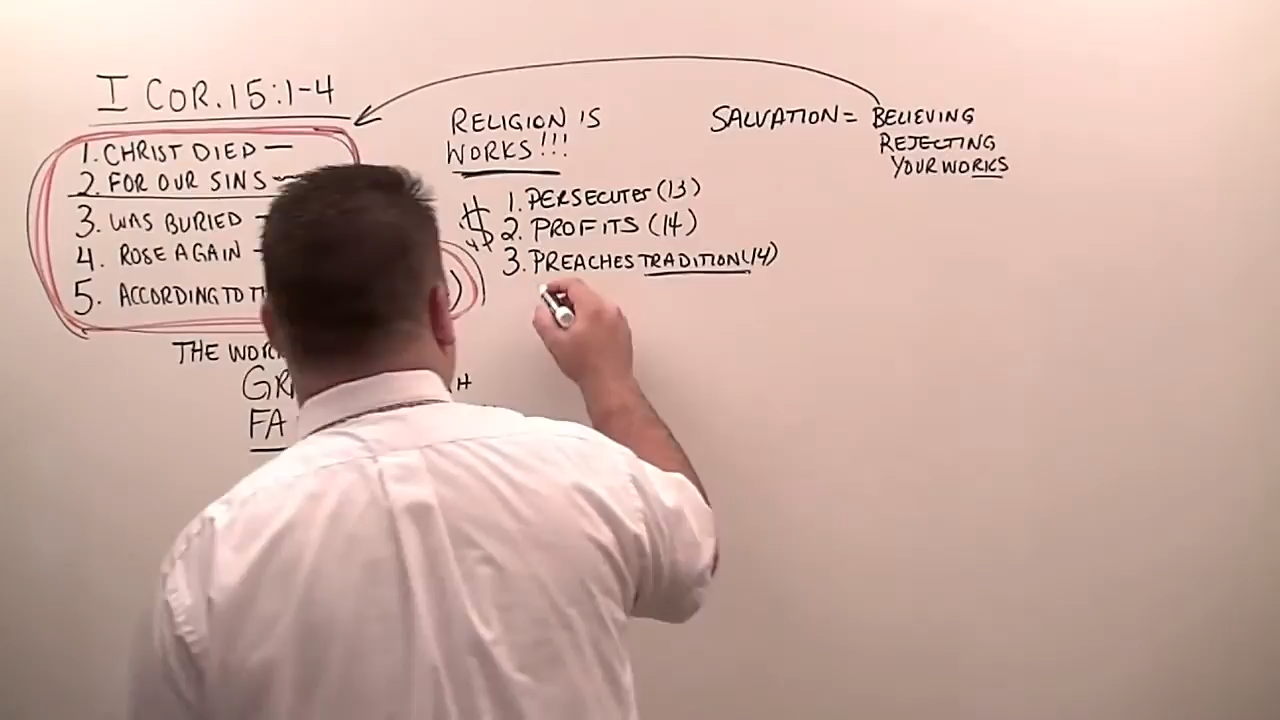 I COR. 15:1-4
1. CHRIST DIED —
2. FOR OUR SINS —
3. WAS BURIED -
4. ROSE AGAIN -
5. ACCORDING TO )
THE
GR H
FA
RELIGION IS
WORKS!!!
$ 1. PERSECUTES (13)
2. PROFITS (14)
3. PREACHES TRADITION (14)
SALVATION = BELIEVING
REJECTING
YOUR WORKS